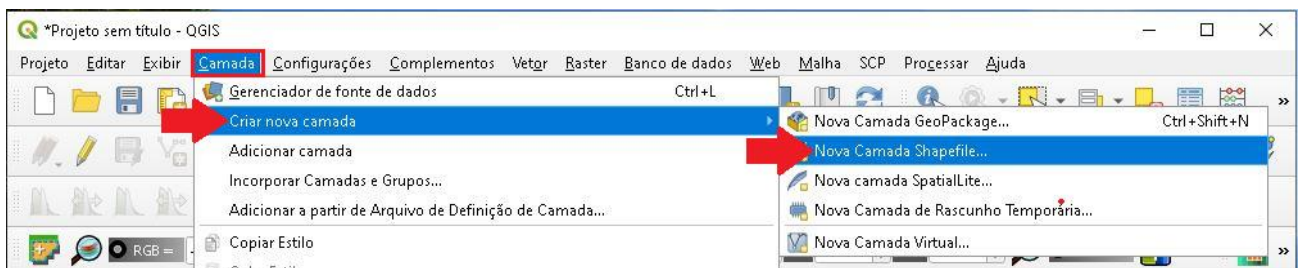 *Projeto sem título - QGIS
Projeto Editar Exibir Camada Configurações Complementos Vetor Raster Banco de dados Web Malha SCP Processar Ajuda
Gerenciador de fonte de dados Ctrl+L
Criar nova camada
Adicionar camada
Incorporar Camadas e Grupos...
Adicionar a partir de Arquivo de Definição de Camada...
Copiar Estilo
Nova Camada GeoPackage... Ctrl+Shift+N
Nova Camada Shapefile...
Nova camada SpatialLite...
Nova Camada de Rascunho Temporária...
Nova Camada Virtual...
RGB =